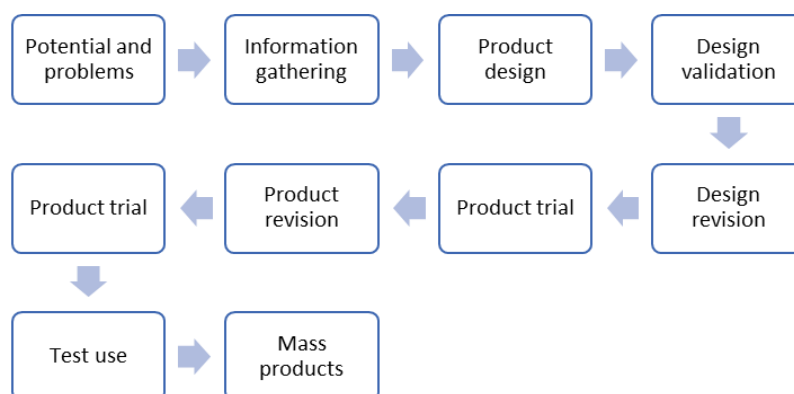 Potential and
problems
Information
gathering
Product
design
Design
validation
Design
revision
Product trial
Product
revision
Product trial
Test use
Mass
products